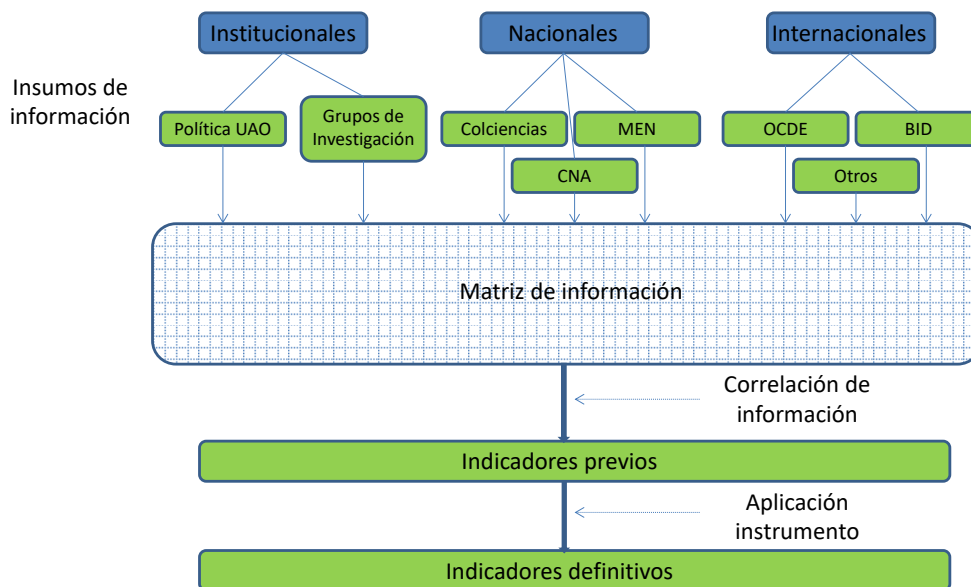 Institucionales
Nacionales
Internacionales
Insumos de
información
Política UAO
Grupos de
Investigación
Colciencias
MEN
CNA
OCDE
BID
Otros
Matriz de información
Correlación de
información
Indicadores previos
Aplicación
instrumento
Indicadores definitivos